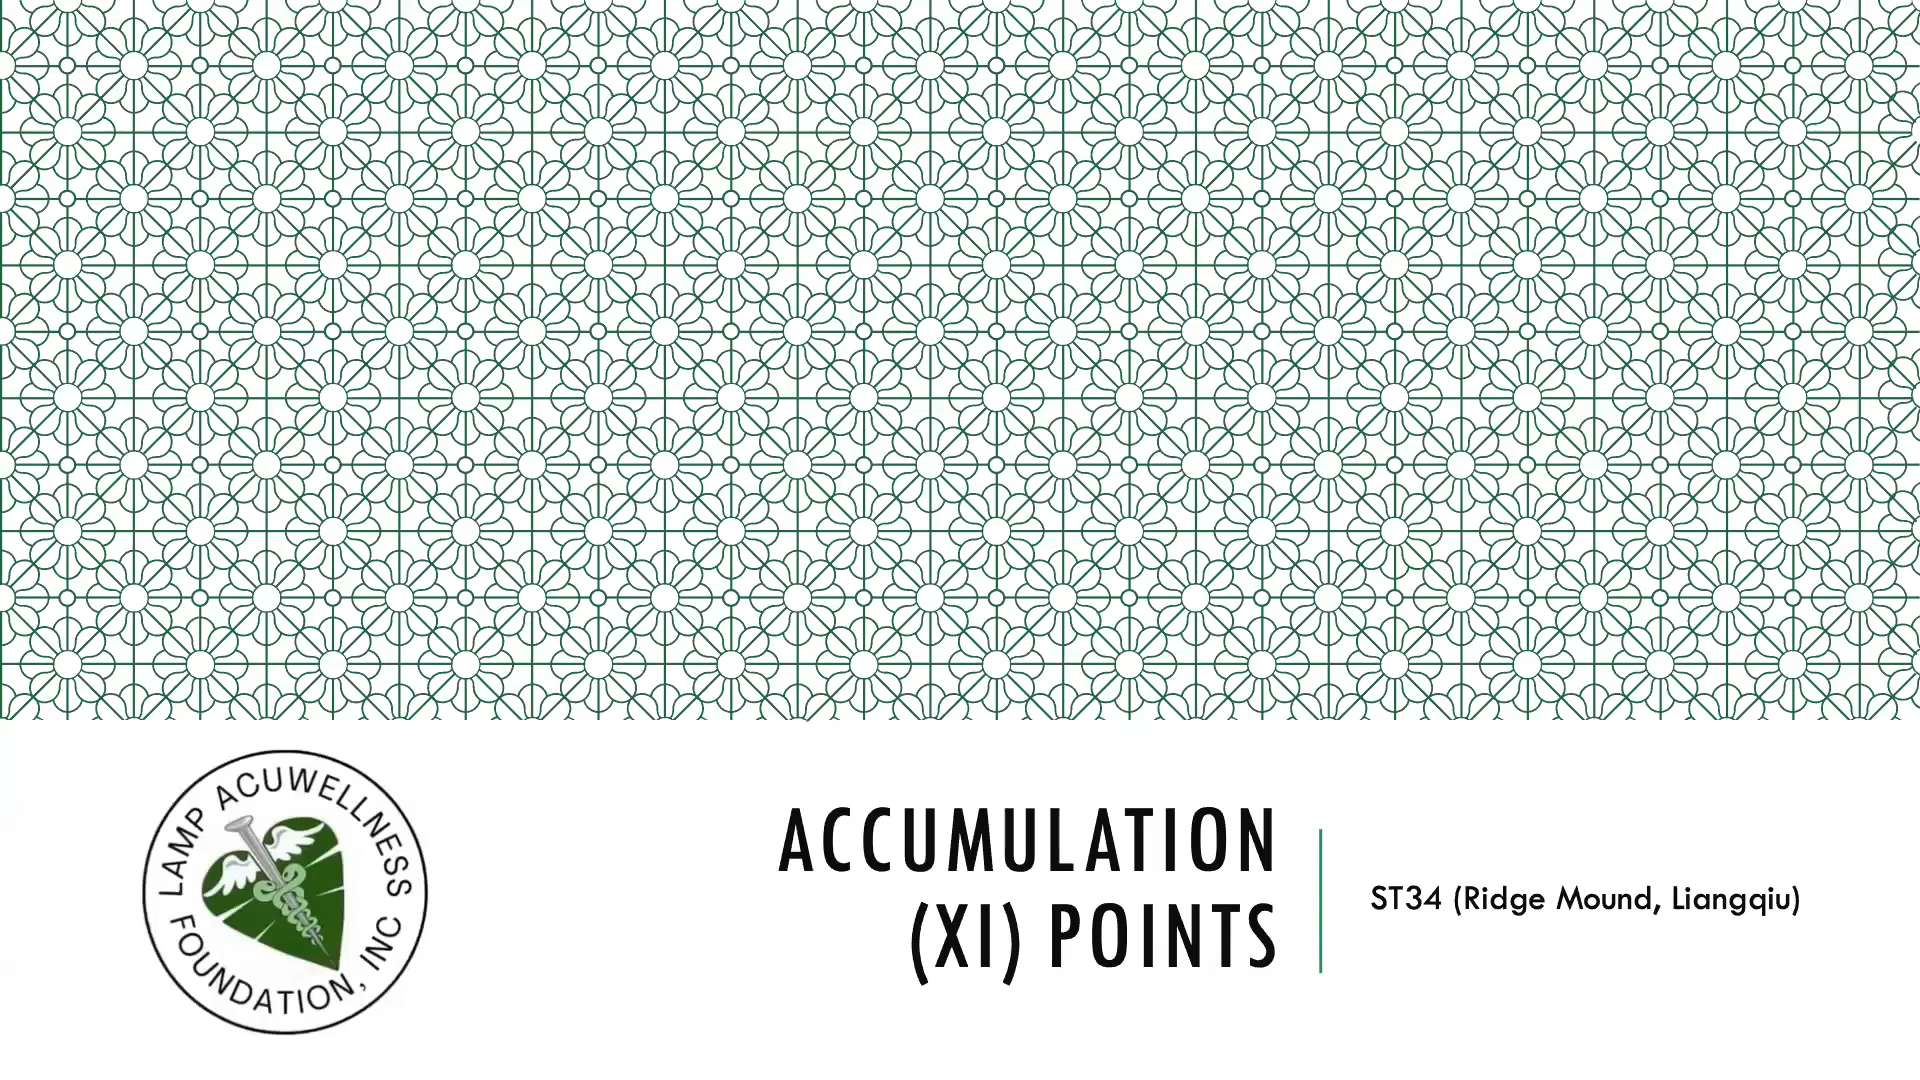 LAMP ACUWELLNESS
FOUNDATION, INC
ACCUMULATION
(XI) POINTS
ST34 (Ridge Mound, Liangqiu)